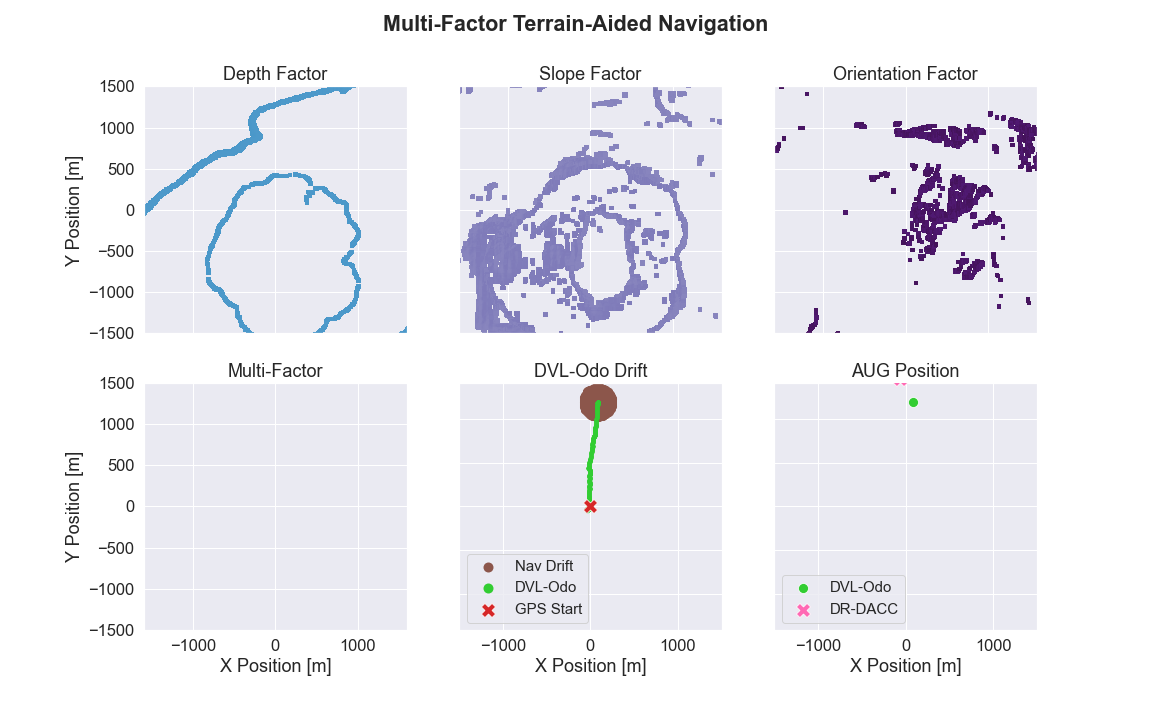 Multi-Factor Terrain-Aided Navigation
Depth Factor
Slope Factor
Orientation Factor
1500
1000
500
0
−500
−1000
−1500
Y Position [m]
Multi-Factor
DVL-Odo Drift
AUG Position
1500
1000
500
0
−500
−1000
−1500
Y Position [m]
Nav Drift
DVL-Odo
GPS Start
DVL-Odo
DR-DACC
−1000 0 1000
−1000 0 1000
−1000 0 1000
X Position [m]
X Position [m]
X Position [m]